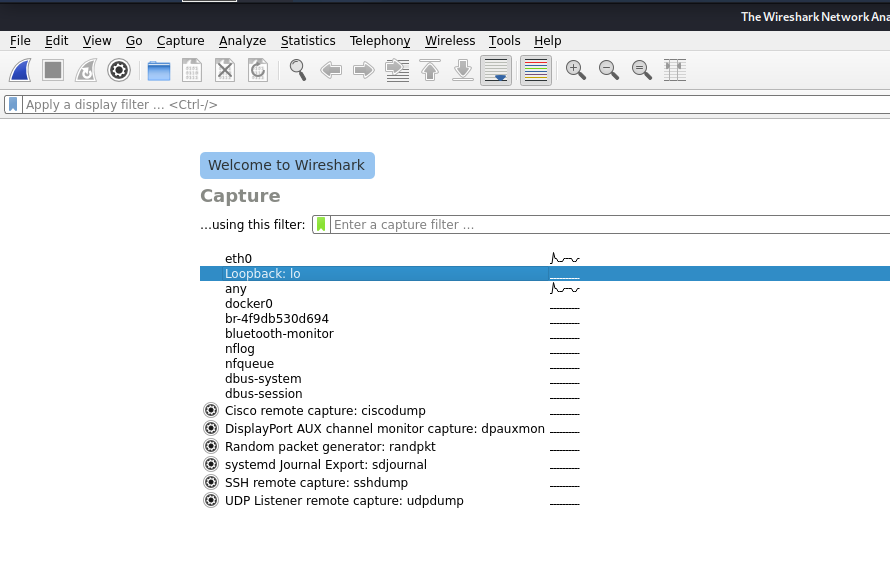 The Wireshark Network Ana
File Edit View Go Capture Analyze Statistics Telephony Wireless Tools Help
Apply a display filter ... <Ctrl-/>
Welcome to Wireshark
Capture
...using this filter: Enter a capture filter ...
eth0
Loopback: lo
any
docker0
br-4f9db530d694
bluetooth-monitor
nflog
nfqueue
dbus-system
dbus-session
Cisco remote capture: ciscodump
DisplayPort AUX channel monitor capture: dpauxmon
Random packet generator: randpkt
systemd Journal Export: sdjournal
SSH remote capture: sshdump
UDP Listener remote capture: udpdump